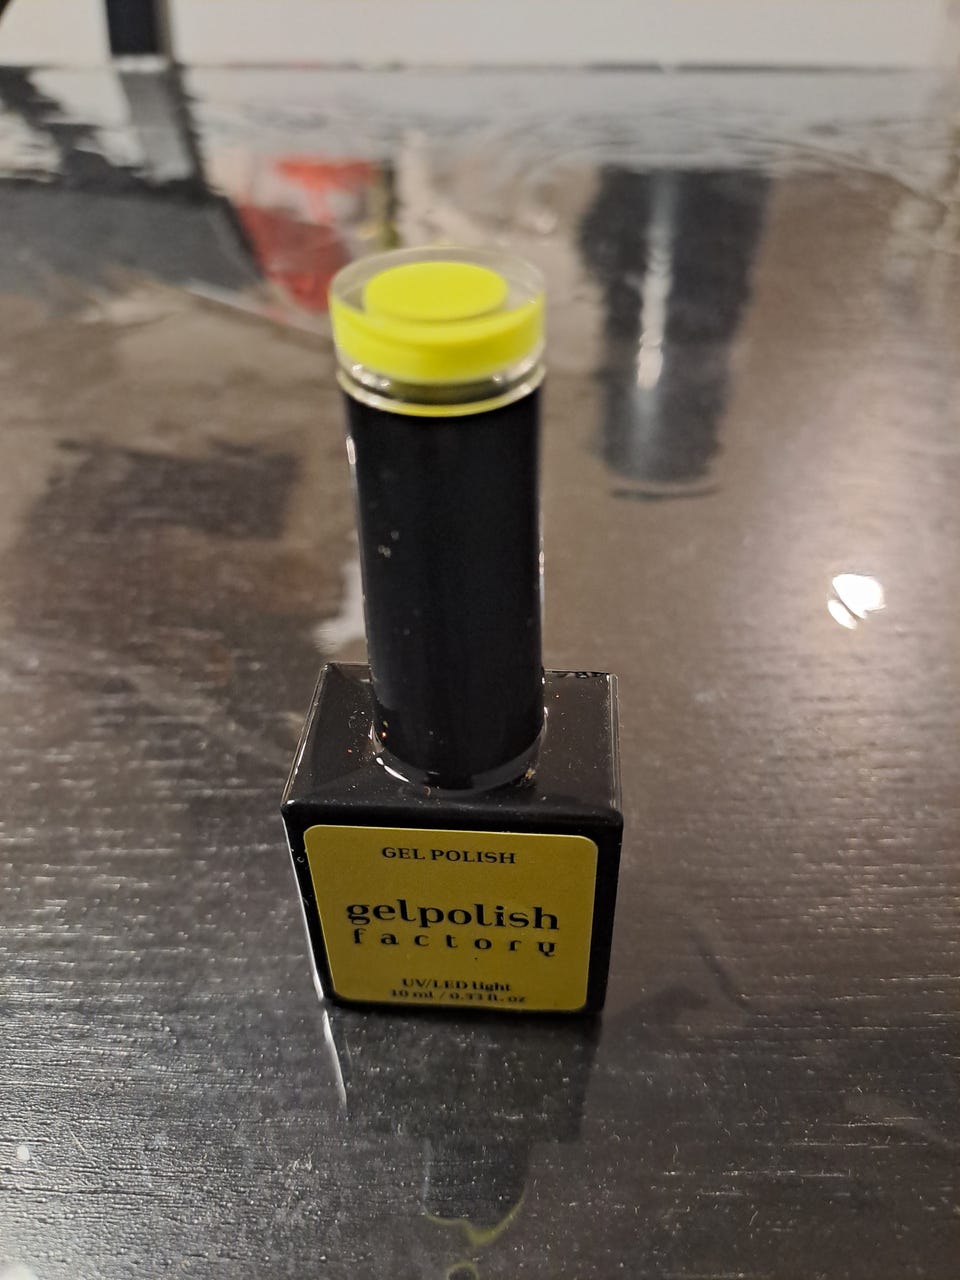 GEL POLISH
gelpolish
factory
UV/LED light
10 ml / 0.33 fl. oz